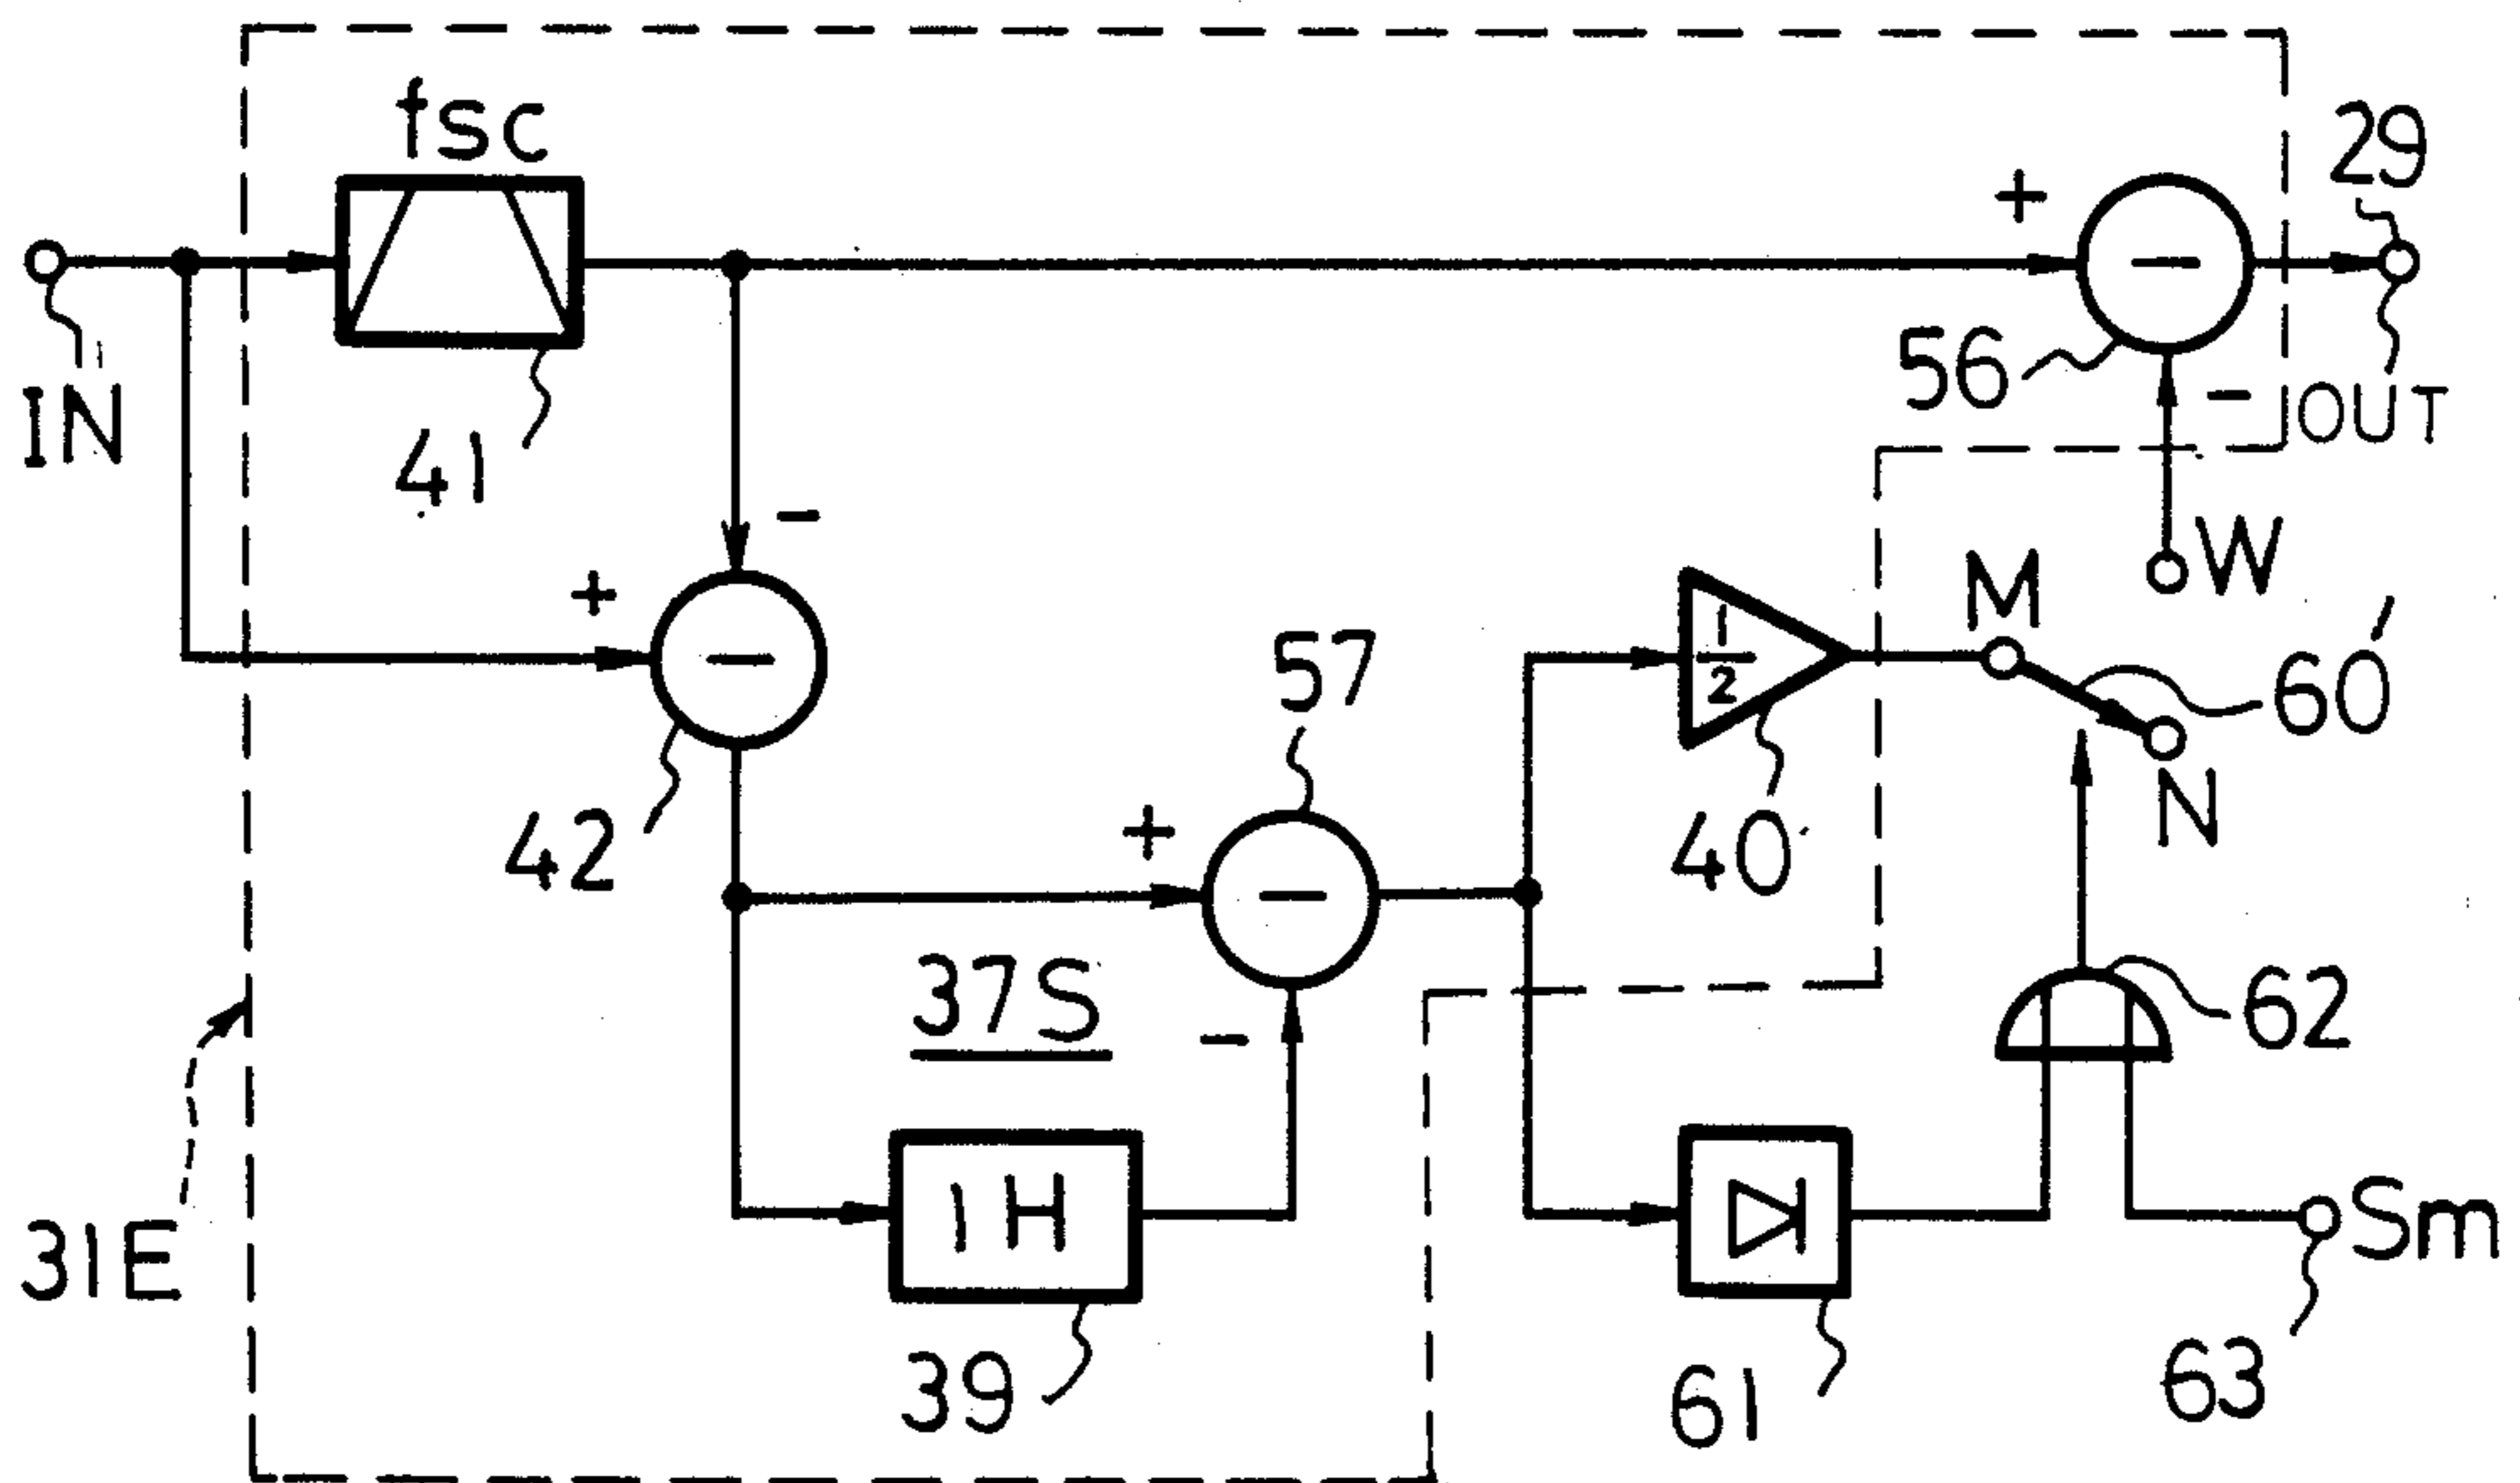 fsc
+
29
56
-
OUT
IN
41
-
W
M
+
-
57
1/2
60'
42
+
40
N
37S
-
62
31E
1H
Sm
39
61
63